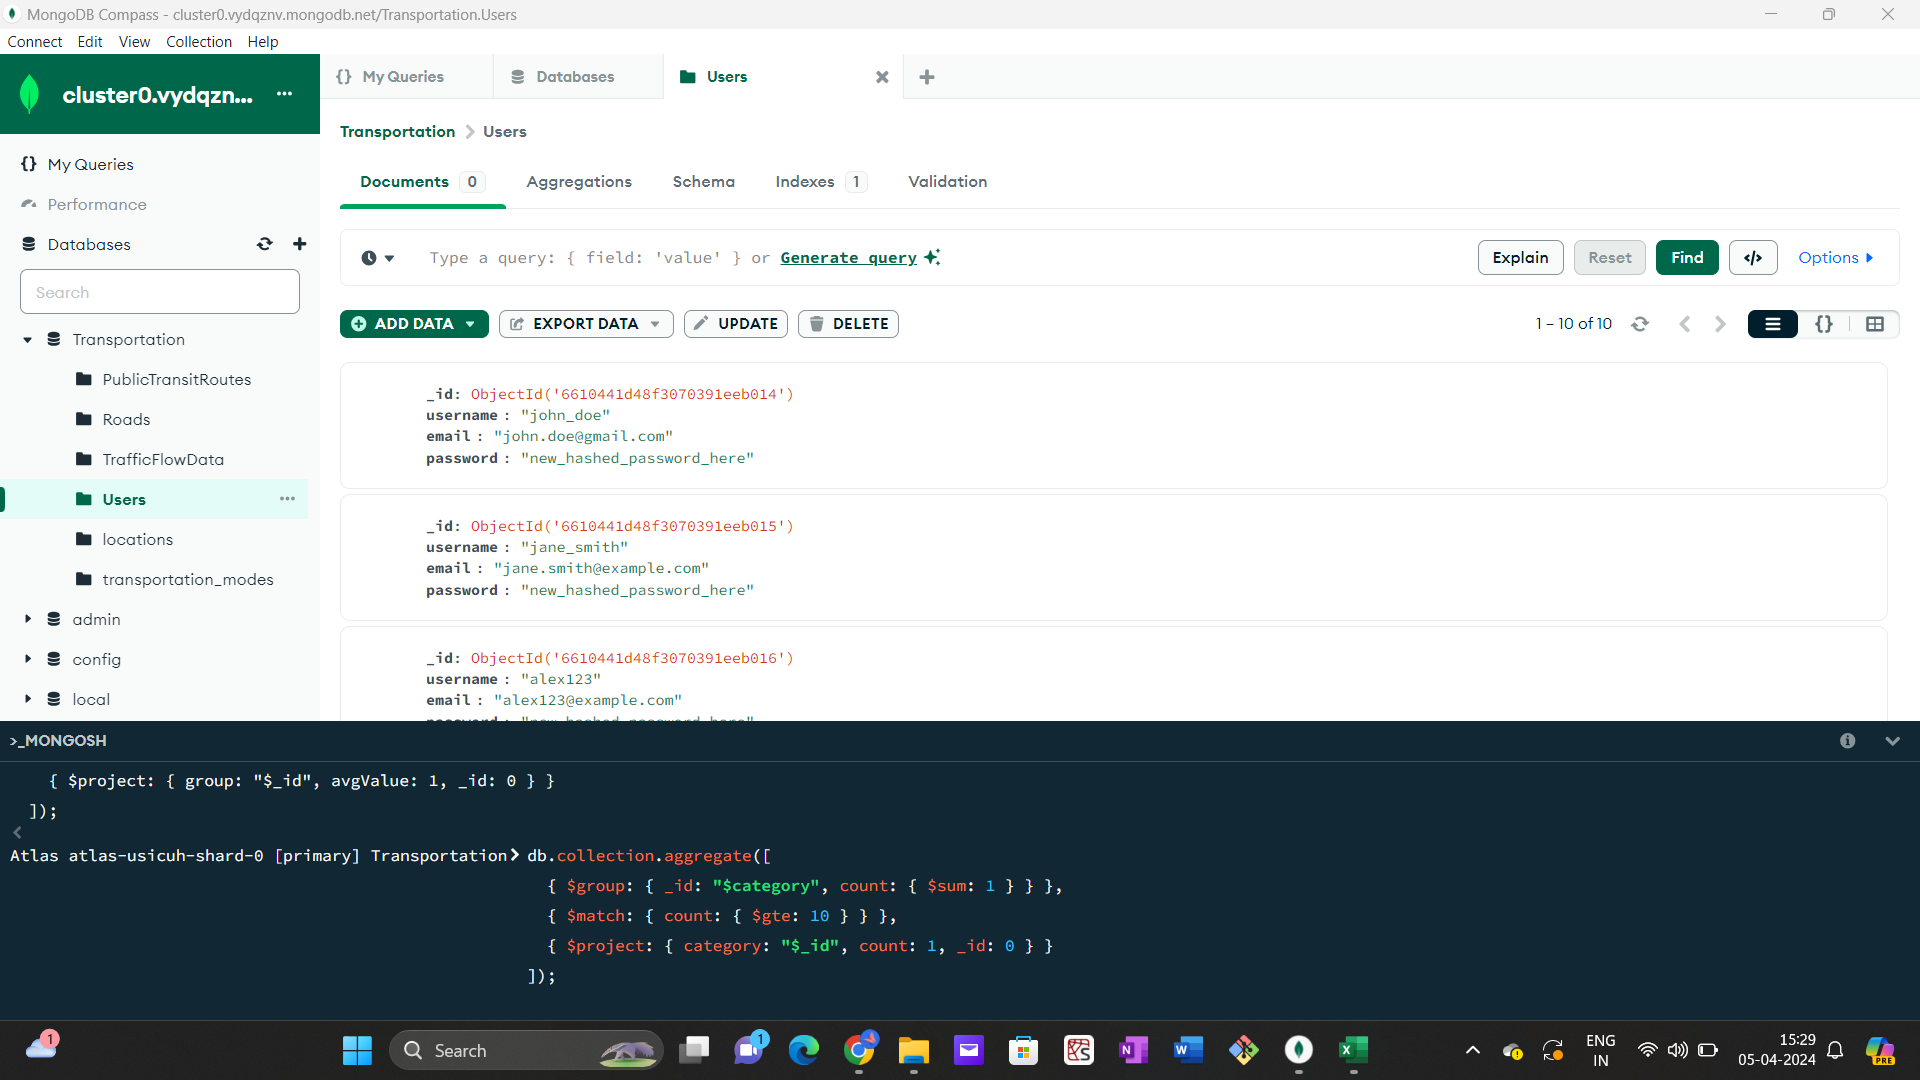 MongoDB Compass - cluster0.vydqznv.mongodb.net/Transportation.Users
Connect Edit View Collection Help
cluster0.vydqzn... ...
{} My Queries
Databases
Users
{} My Queries
Performance
Databases
Search
Transportation
PublicTransitRoutes
Roads
TrafficFlowData
Users ...
locations
transportation_modes
admin
config
local
Transportation > Users
Documents 0 Aggregations Schema Indexes 1 Validation
Type a query: { field: 'value' } or Generate query
Explain Reset Find </> Options
ADD DATA EXPORT DATA UPDATE DELETE
1 – 10 of 10 {}
_id: ObjectId('6610441d48f3070391eeb014')
username : "john_doe"
email : "john.doe@gmail.com"
password : "new_hashed_password_here"
_id: ObjectId('6610441d48f3070391eeb015')
username : "jane_smith"
email : "jane.smith@example.com"
password : "new_hashed_password_here"
_id: ObjectId('6610441d48f3070391eeb016')
username : "alex123"
email : "alex123@example.com"
password : "new_hashed_password_here"
>_MONGOSH
{ $project: { group: "$_id", avgValue: 1, _id: 0 } }
]);
<
Atlas atlas-usicuh-shard-0 [primary] Transportation> db.collection.aggregate([
{ $group: { _id: "$category", count: { $sum: 1 } } },
{ $match: { count: { $gte: 10 } } },
{ $project: { category: "$_id", count: 1, _id: 0 } }
]);
1
Search
1
ENG
IN
15:29
05-04-2024
PRE